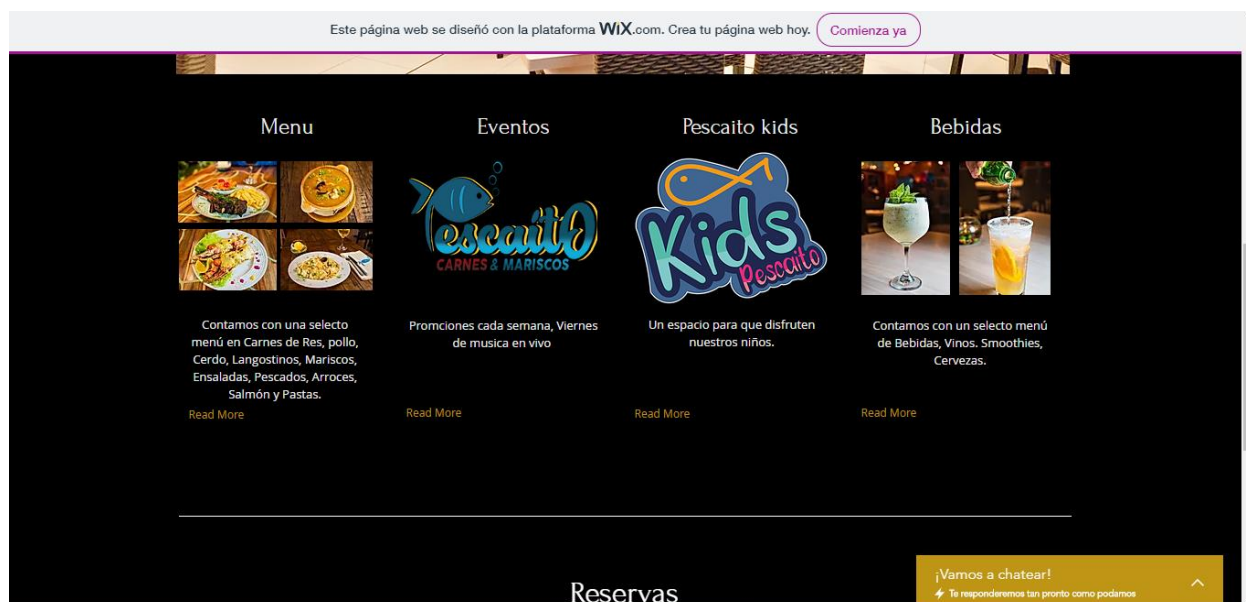 Este página web se diseñó con la plataforma WiX.com. Crea tu página web hoy. Comienza ya
Menu
Contamos con una selecto
menú en Carnes de Res, pollo,
Cerdo, Langostinos, Mariscos,
Ensaladas, Pescados, Arroces,
Salmón y Pastas.
Read More
Eventos
Pescaito
CARNES & MARISCOS
Promciones cada semana, Viernes
de musica en vivo
Read More
Pescaito kids
Kids
Pescaito
Un espacio para que disfruten
nuestros niños.
Read More
Bebidas
Contamos con un selecto menú
de Bebidas, Vinos. Smoothies,
Cervezas.
Read More
Reservas
¡Vamos a chatear!
Te responderemos tan pronto como podamos